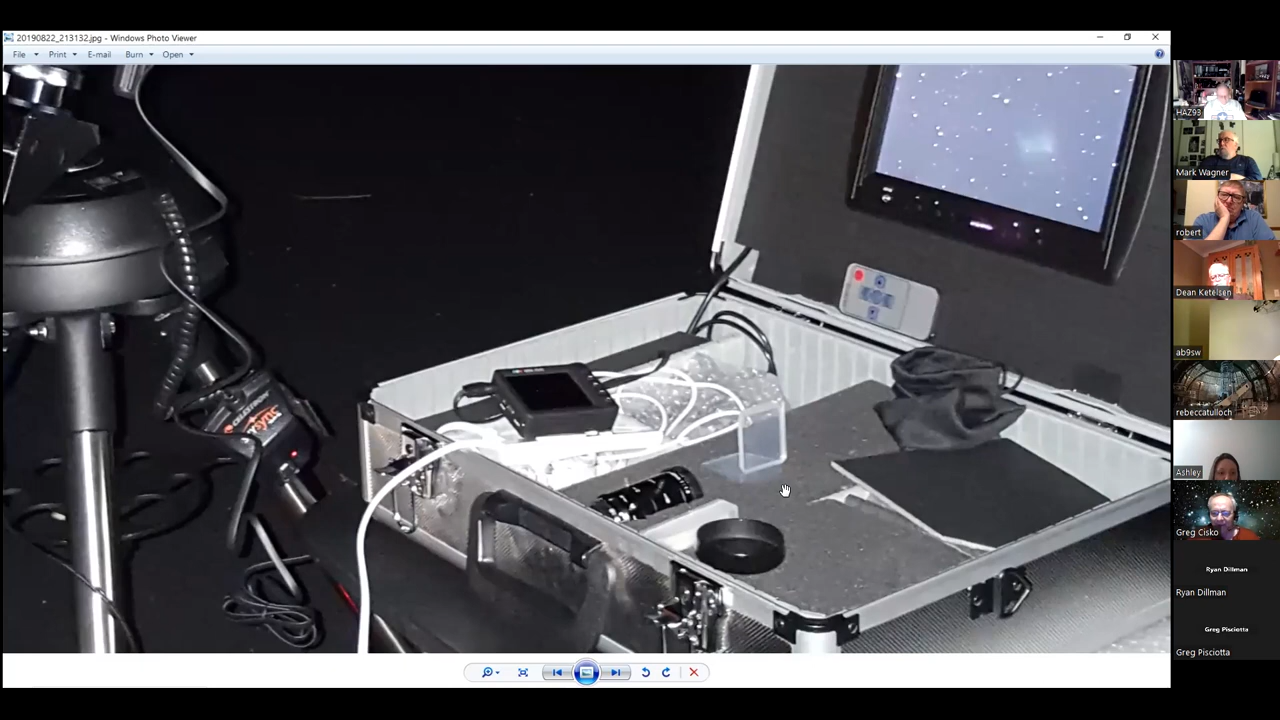 20190822_213132.jpg - Windows Photo Viewer
File Print E-mail Burn Open
HAZ93
Mark Wagner
robert
Dean Ketelsen
ab9sw
rebeccatulloch
Ashley
Greg Cisko
Ryan Dillman
Ryan Dillman
Greg Pisciotta
Greg Pisciotta
CELESTRON